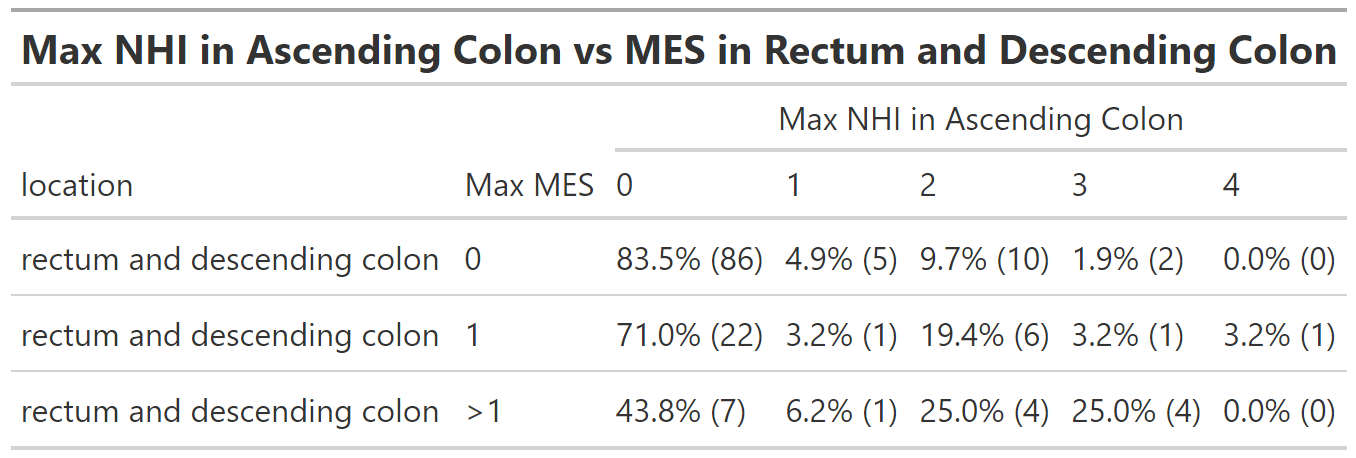 Max NHI in Ascending Colon vs MES in Rectum and Descending Colon
Max NHI in Ascending Colon
location Max MES 0 1 2 3 4
rectum and descending colon 0 83.5% (86) 4.9% (5) 9.7% (10) 1.9% (2) 0.0% (0)
rectum and descending colon 1 71.0% (22) 3.2% (1) 19.4% (6) 3.2% (1) 3.2% (1)
rectum and descending colon >1 43.8% (7) 6.2% (1) 25.0% (4) 25.0% (4) 0.0% (0)